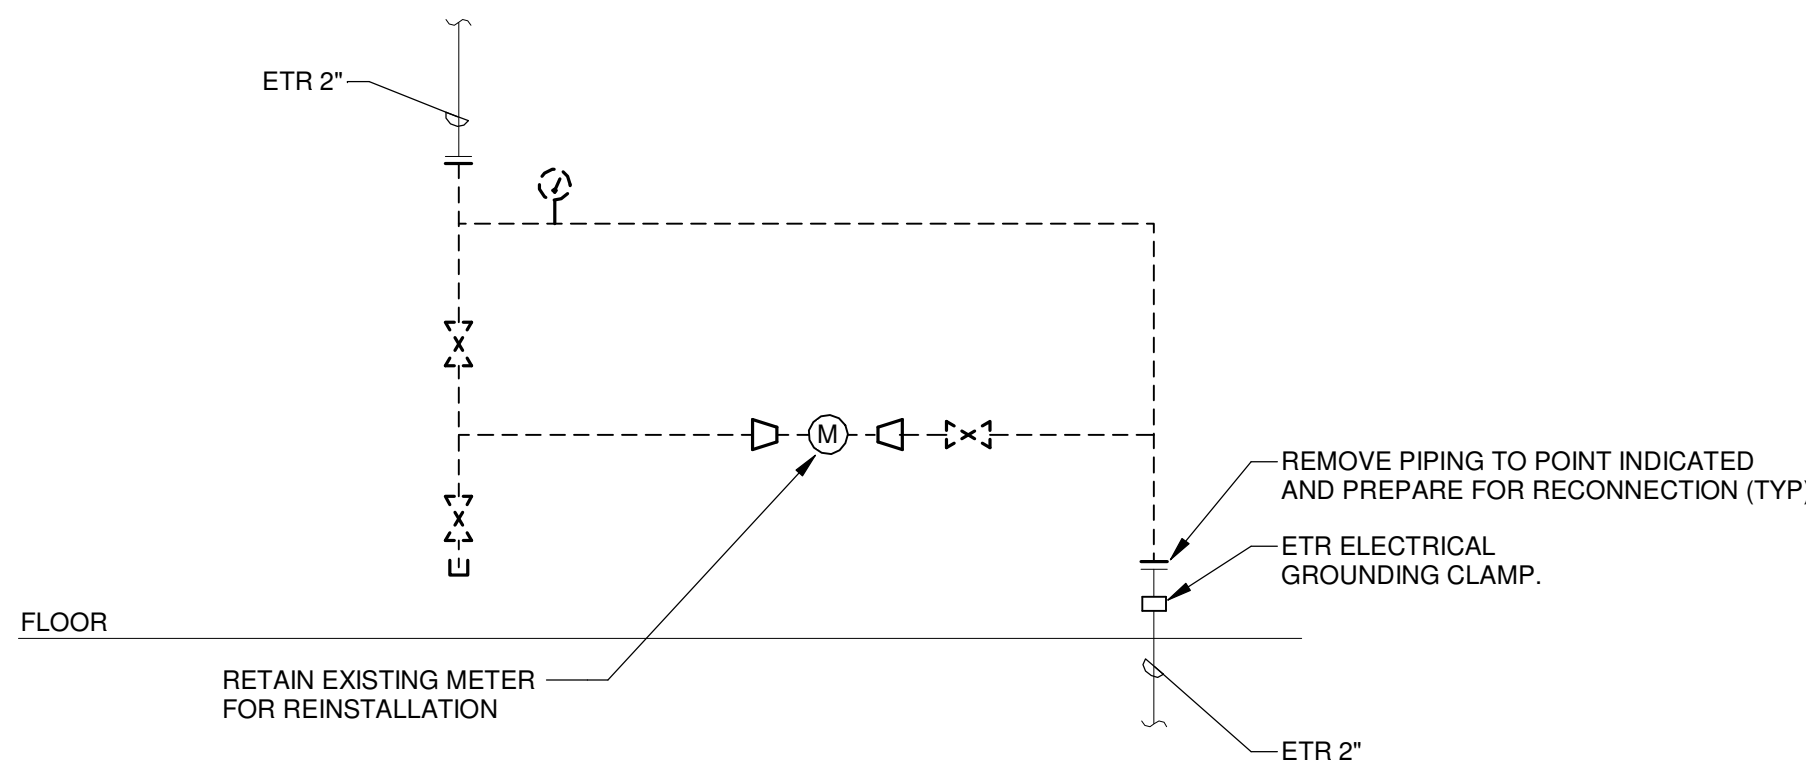 ETR 2"
M
REMOVE PIPING TO POINT INDICATED
AND PREPARE FOR RECONNECTION (TYP)
ETR ELECTRICAL
GROUNDING CLAMP.
FLOOR
RETAIN EXISTING METER
FOR REINSTALLATION
ETR 2"